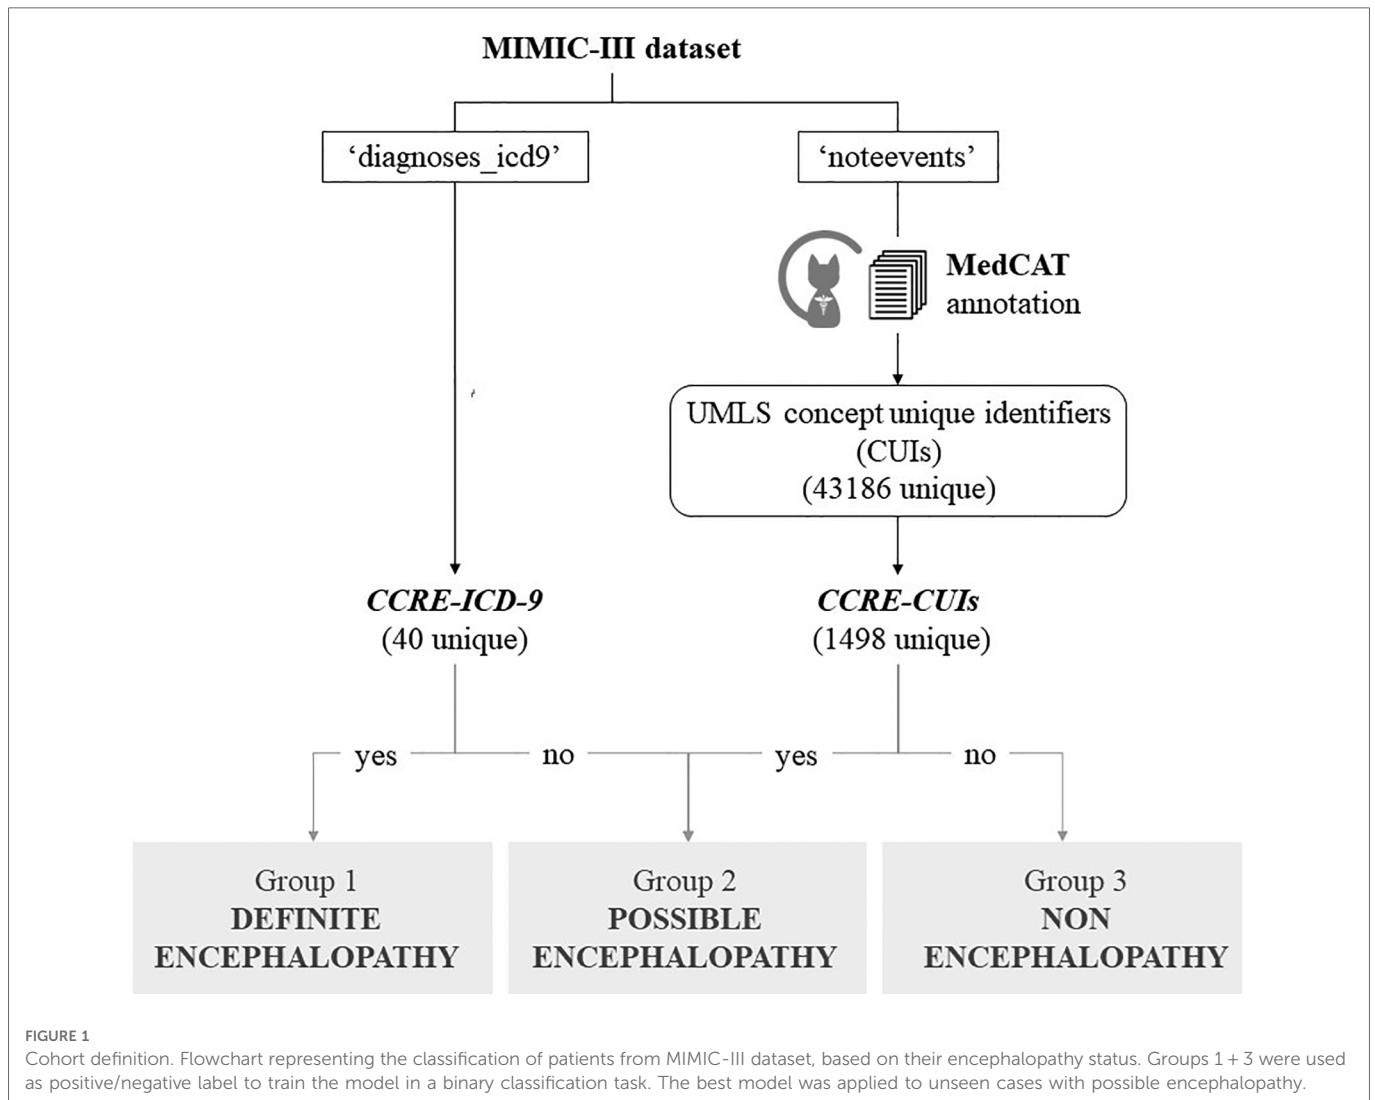 MIMIC-III dataset
‘diagnoses_icd9’
‘noteevents’
MedCAT
annotation
UMLS concept unique identifiers
(CUIs)
(43186 unique)
CCRE-ICD-9
(40 unique)
CCRE-CUIs
(1498 unique)
yes
no
yes
no
Group 1
DEFINITE
ENCEPHALOPATHY
Group 2
POSSIBLE
ENCEPHALOPATHY
Group 3
NON
ENCEPHALOPATHY
FIGURE 1
Cohort definition. Flowchart representing the classification of patients from MIMIC-III dataset, based on their encephalopathy status. Groups 1 + 3 were used
as positive/negative label to train the model in a binary classification task. The best model was applied to unseen cases with possible encephalopathy.